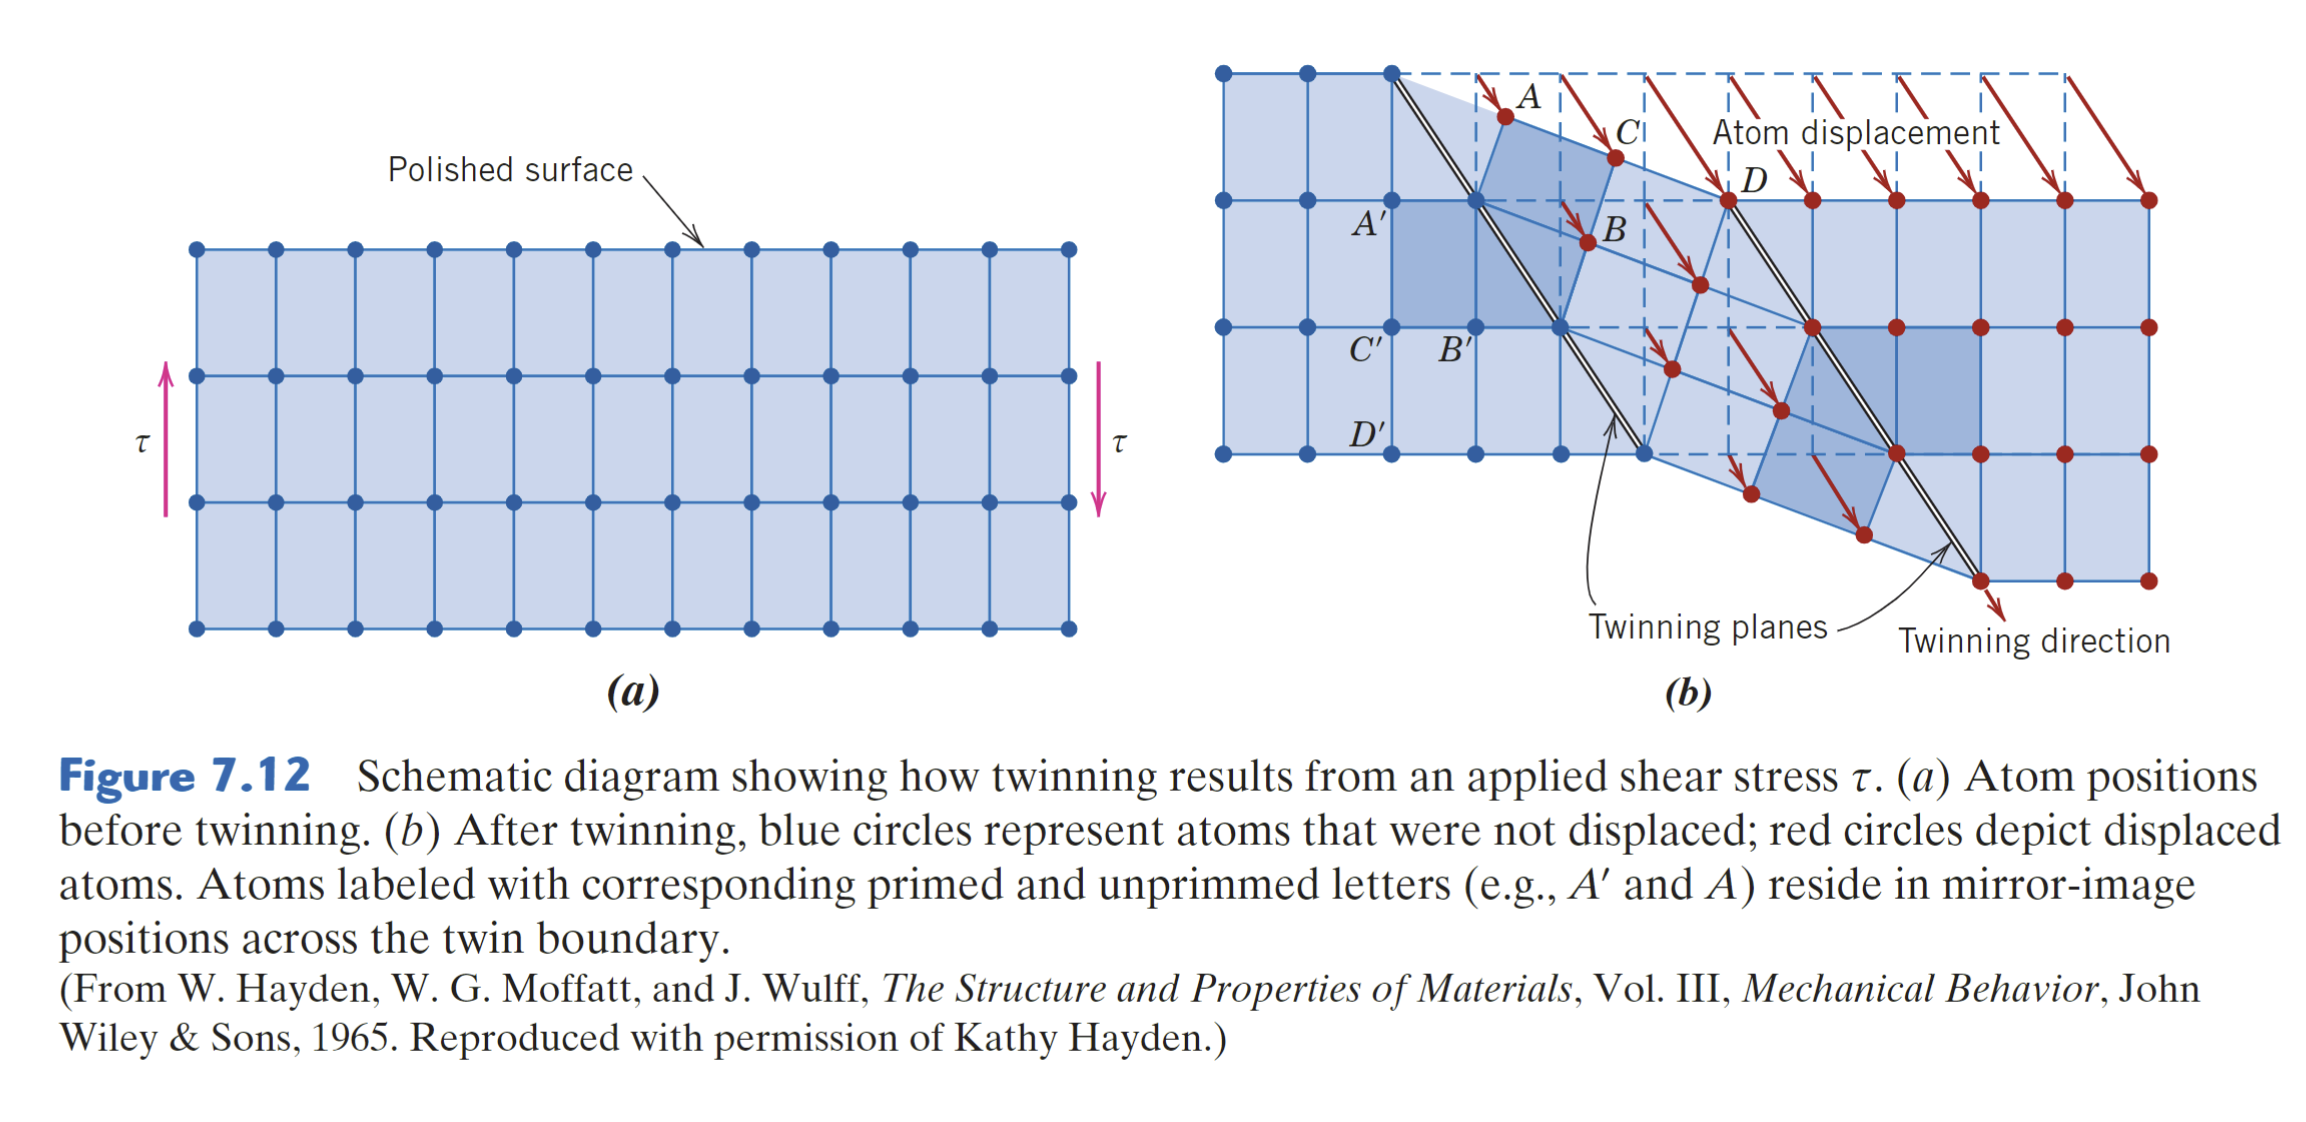 Polished surface
τ
τ
(a)
A
C
Atom displacement
D
A′
B
C′
B′
D′
Twinning planes
Twinning direction
(b)
Figure 7.12 Schematic diagram showing how twinning results from an applied shear stress τ. (a) Atom positions
before twinning. (b) After twinning, blue circles represent atoms that were not displaced; red circles depict displaced
atoms. Atoms labeled with corresponding primed and unprimmed letters (e.g., A′ and A) reside in mirror-image
positions across the twin boundary.
(From W. Hayden, W. G. Moffatt, and J. Wulff, The Structure and Properties of Materials, Vol. III, Mechanical Behavior, John
Wiley & Sons, 1965. Reproduced with permission of Kathy Hayden.)